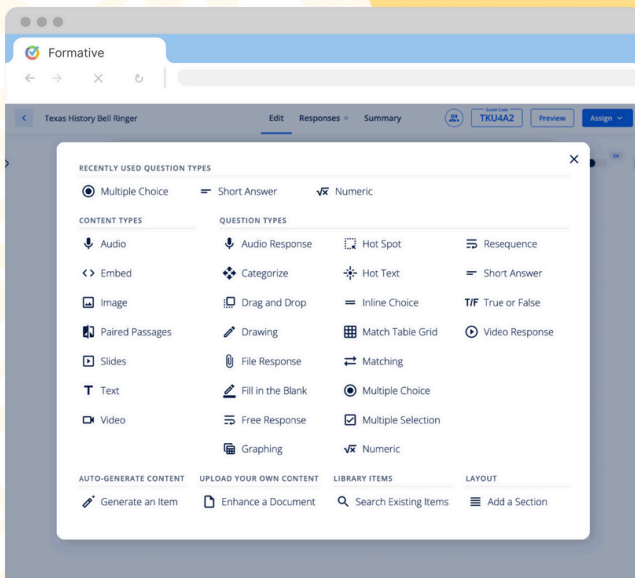 Formative
Texas History Bell Ringer
Edit
Responses
Summary
Guest Code
TKU4A2
Preview
Assign
RECENTLY USED QUESTION TYPES
Multiple Choice
Short Answer
√x Numeric
CONTENT TYPES
Audio
Embed
Image
Paired Passages
Slides
T Text
Video
QUESTION TYPES
Audio Response
Categorize
Drag and Drop
Drawing
File Response
Fill in the Blank
Free Response
Graphing
Hot Spot
Hot Text
Inline Choice
Match Table Grid
Matching
Multiple Choice
Multiple Selection
√x Numeric
Resequence
Short Answer
T/F True or False
Video Response
AUTO-GENERATE CONTENT
Generate an Item
UPLOAD YOUR OWN CONTENT
Enhance a Document
LIBRARY ITEMS
Search Existing Items
LAYOUT
Add a Section